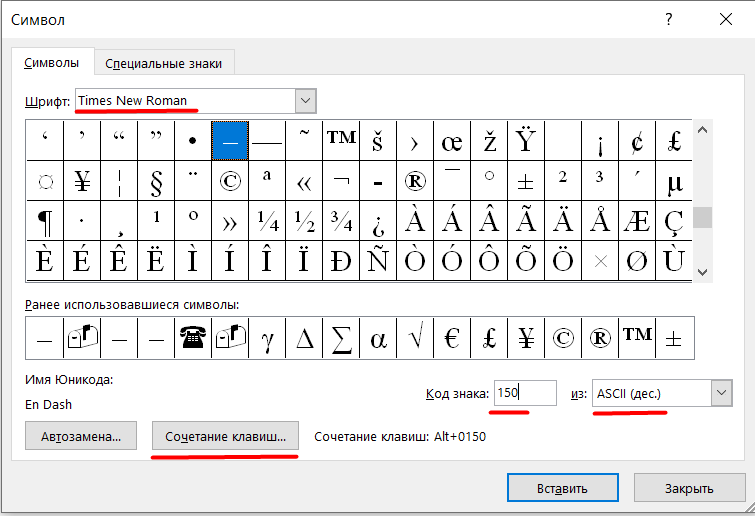 Символ
Символы Специальные знаки
Шрифт: Times New Roman
‘ ’ “ ” • – — ˜ ™ š › œ ž Ÿ ¡ ¢ £
¤ ¥ ¦ § ¨ © ª « ¬ - ® ¯ ° ± ² ³ ´ µ
¶ · ¸ ¹ º » ¼ ½ ¾ ¿ À Á Â Ã Ä Å Æ Ç
È É Ê Ë Ì Í Î Ï Ð Ñ Ò Ó Ô Õ Ö × Ø Ù
Ранее использовавшиеся символы:
– 📫 – – ☎ 📫 γ Δ ∑ α √ € £ ¥ © ® ™ ±
Имя Юникода:
En Dash
Код знака: 150 из: ASCII (дес.)
Автозамена... Сочетание клавиш... Сочетание клавиш: Alt+0150
Вставить Закрыть